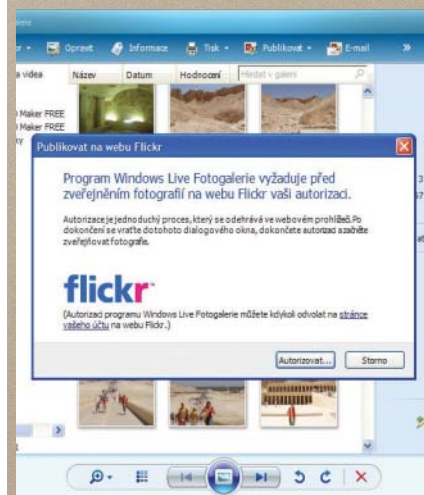 Opravit Informace Tisk Publikovat E-mail »
a videa Název Datum Hodnocení Hledat v galerii
Maker FREE
Maker FREE
ky
Publikovat na webu Flickr
Program Windows Live Fotogalerie vyžaduje před
zveřejněním fotografií na webu Flickr vaši autorizaci.
Autorizace je jednoduchý proces, který se odehrává ve webovém prohlížeči. Po
dokončení se vraťte do tohoto dialogového okna, dokončete autorizaci a začněte
zveřejňovat fotografie.
flickr
(Autorizaci programu Windows Live Fotogalerie můžete kdykoli odvolat na stránce
vašeho účtu na webu Flickr.)
Autorizovat... Storno